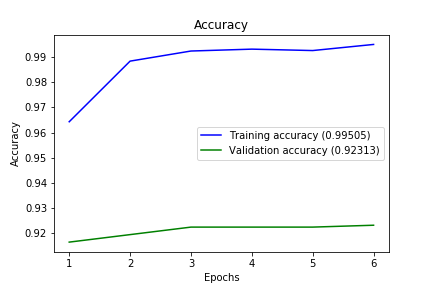 Accuracy
0.99
0.98
0.97
0.96
0.95
0.94
0.93
0.92
Accuracy
Training accuracy (0.99505)
Validation accuracy (0.92313)
1 2 3 4 5 6
Epochs